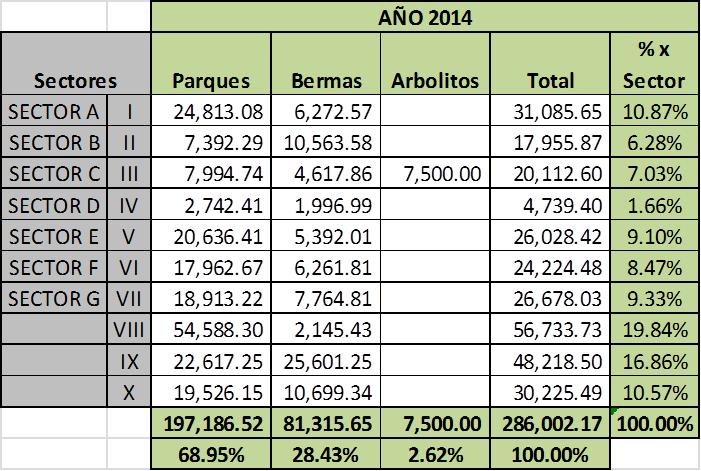 AÑO 2014
Sectores Parques Bermas Arbolitos Total % x Sector
SECTOR A I 24,813.08 6,272.57 31,085.65 10.87%
SECTOR B II 7,392.29 10,563.58 17,955.87 6.28%
SECTOR C III 7,994.74 4,617.86 7,500.00 20,112.60 7.03%
SECTOR D IV 2,742.41 1,996.99 4,739.40 1.66%
SECTOR E V 20,636.41 5,392.01 26,028.42 9.10%
SECTOR F VI 17,962.67 6,261.81 24,224.48 8.47%
SECTOR G VII 18,913.22 7,764.81 26,678.03 9.33%
VIII 54,588.30 2,145.43 56,733.73 19.84%
IX 22,617.25 25,601.25 48,218.50 16.86%
X 19,526.15 10,699.34 30,225.49 10.57%
197,186.52 81,315.65 7,500.00 286,002.17 100.00%
68.95% 28.43% 2.62% 100.00%